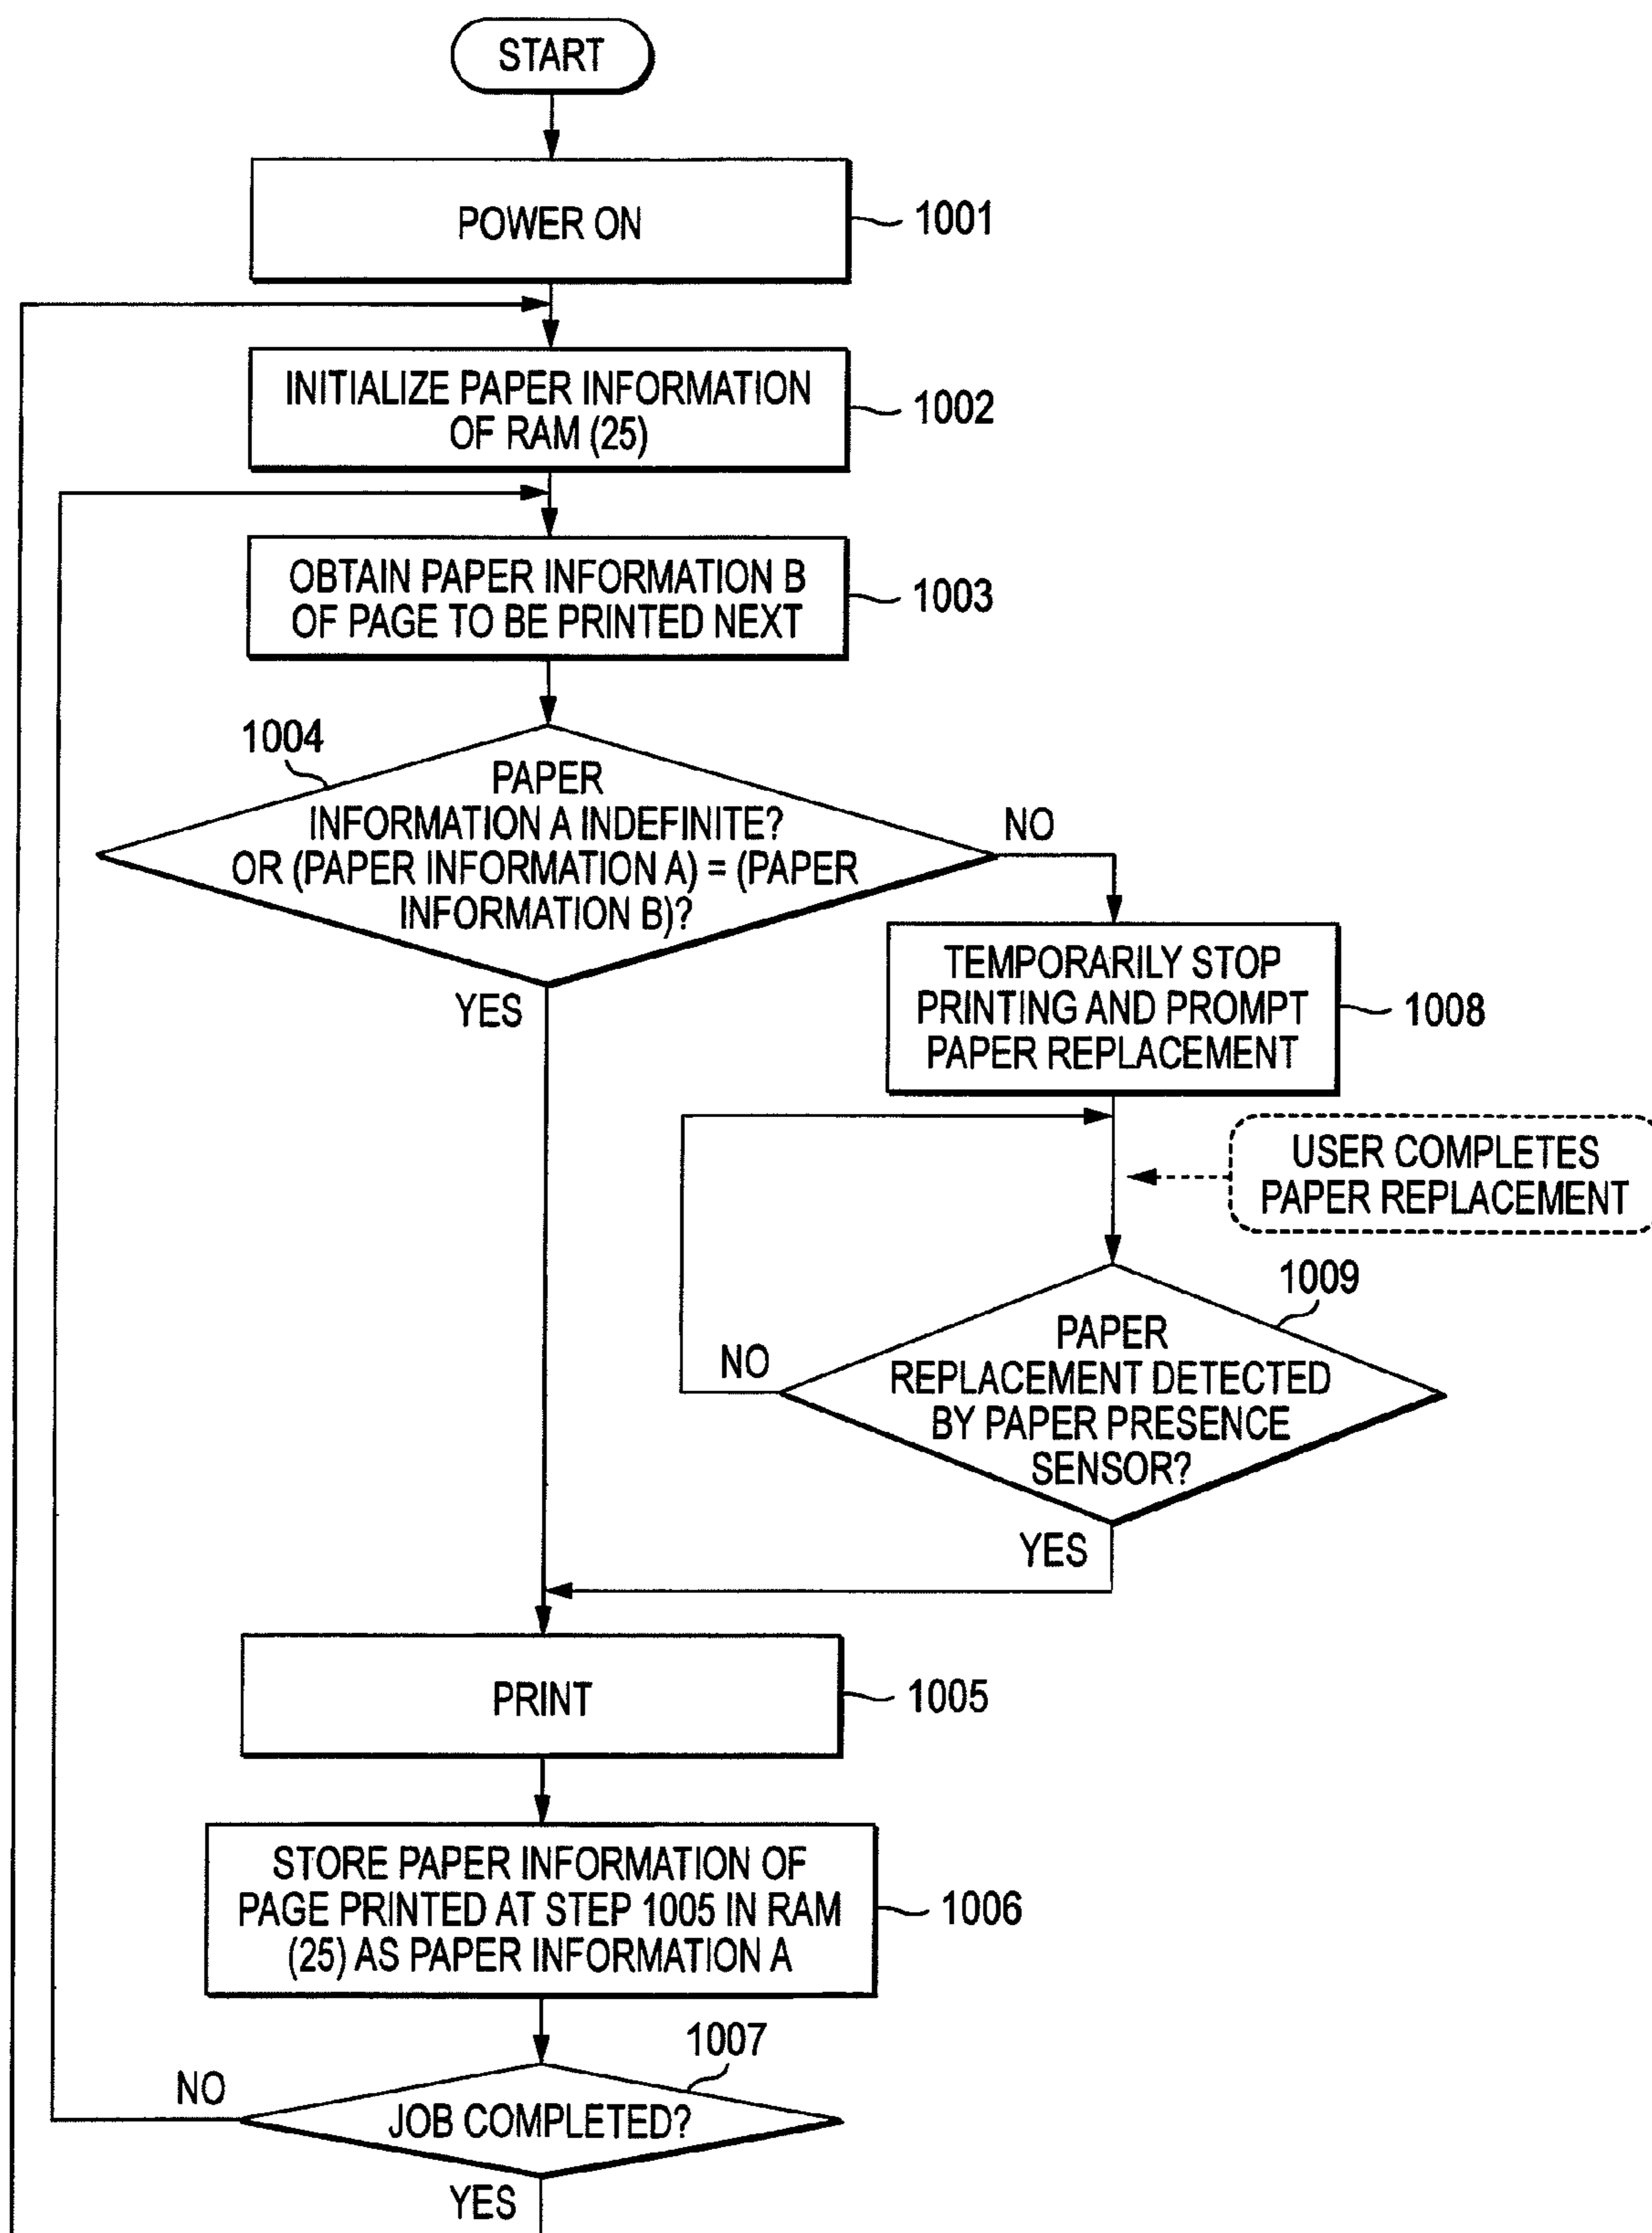 START
POWER ON
1001
INITIALIZE PAPER INFORMATION
OF RAM (25)
1002
OBTAIN PAPER INFORMATION B
OF PAGE TO BE PRINTED NEXT
1003
1004
PAPER
INFORMATION A INDEFINITE?
OR (PAPER INFORMATION A) = (PAPER
INFORMATION B)?
NO
YES
TEMPORARILY STOP
PRINTING AND PROMPT
PAPER REPLACEMENT
1008
USER COMPLETES
PAPER REPLACEMENT
1009
PAPER
REPLACEMENT DETECTED
BY PAPER PRESENCE
SENSOR?
NO
YES
PRINT
1005
STORE PAPER INFORMATION OF
PAGE PRINTED AT STEP 1005 IN RAM
(25) AS PAPER INFORMATION A
1006
1007
JOB COMPLETED?
NO
YES